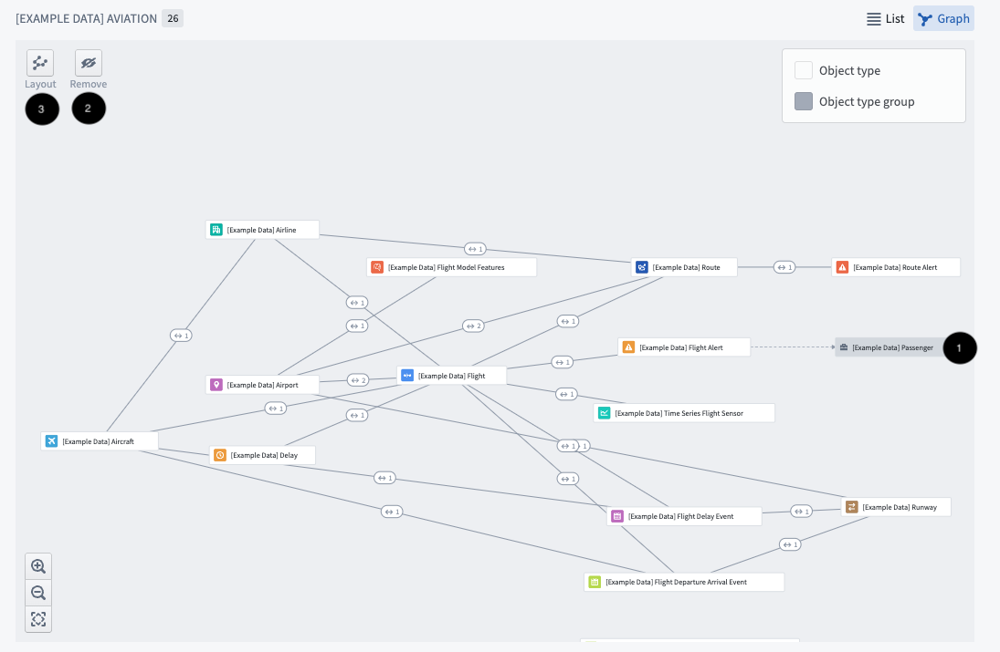 [EXAMPLE DATA] AVIATION 26
List
Graph
Layout
Remove
3
2
Object type
Object type group
[Example Data] Airline
1
[Example Data] Flight Model Features
[Example Data] Route
1
[Example Data] Route Alert
1
1
2
1
1
[Example Data] Flight Alert
[Example Data] Passenger
1
1
[Example Data] Airport
2
[Example Data] Flight
1
1
1
[Example Data] Time Series Flight Sensor
[Example Data] Aircraft
[Example Data] Delay
1
1
1
1
[Example Data] Flight Delay Event
1
[Example Data] Runway
1
1
[Example Data] Flight Departure Arrival Event